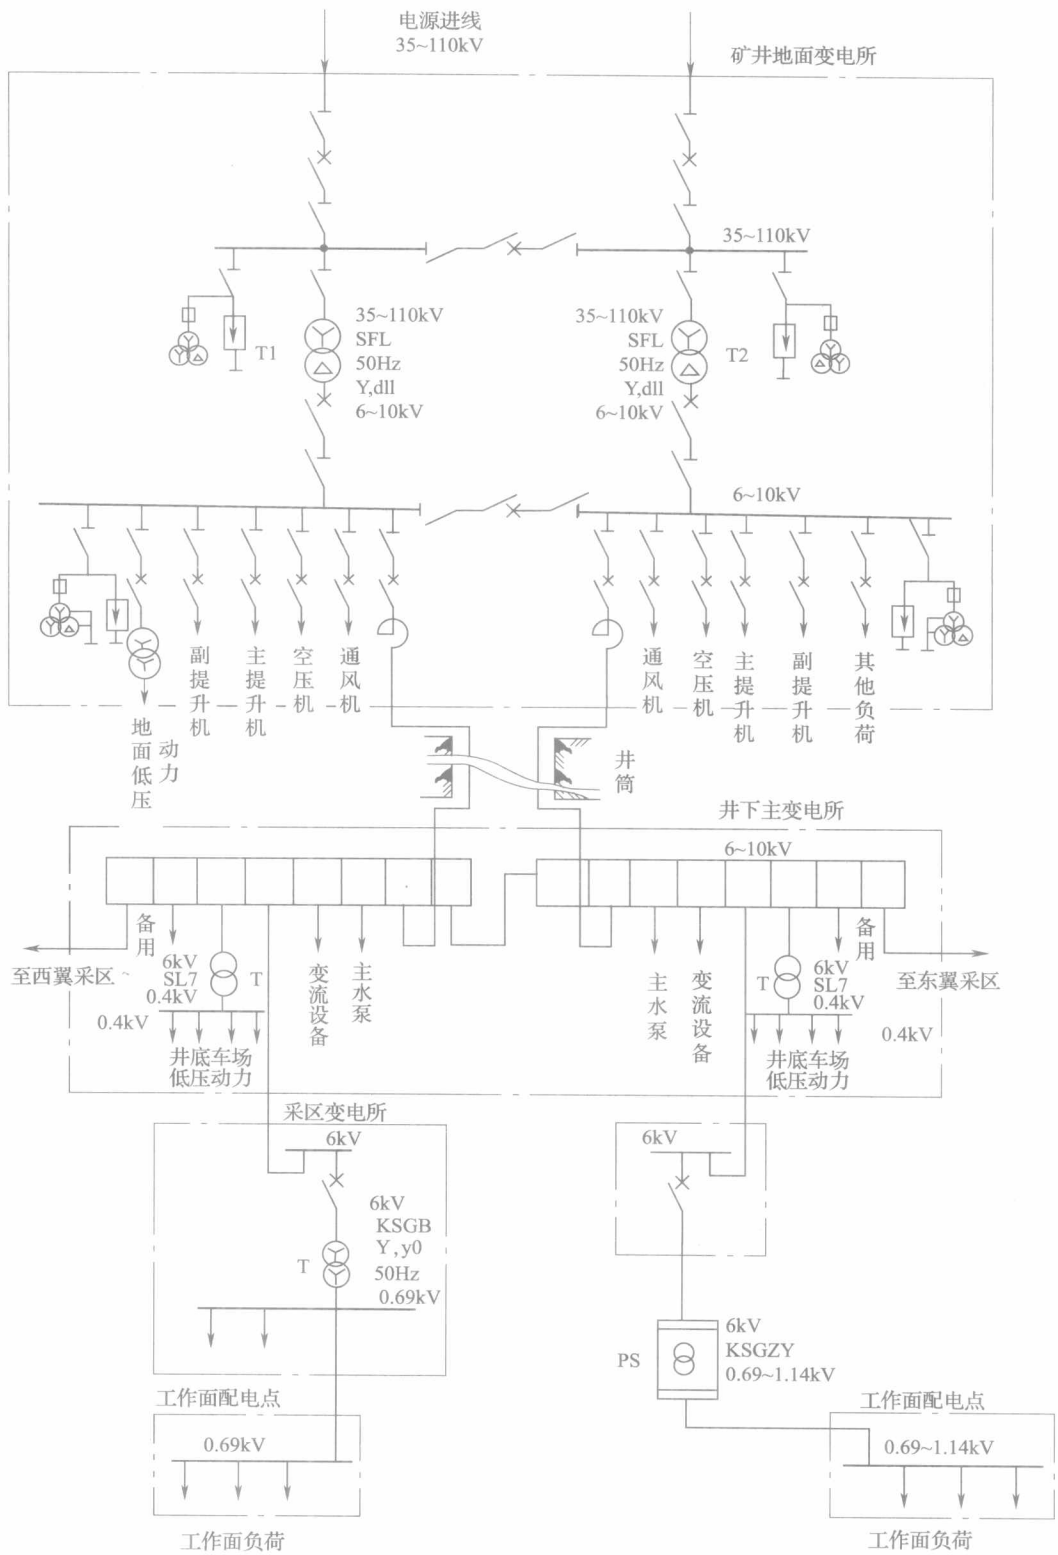 电源进线
35~110kV
矿井地面变电所
35~110kV
35~110kV
SFL
50Hz
Y,dll
6~10kV
T1
35~110kV
SFL
50Hz
Y,dll
6~10kV
T2
6~10kV
地面低压
动力
副提升机
主提升机
空压机
通风机
通风机
空压机
主提升机
副提升机
其他负荷
井筒
井下主变电所
6~10kV
备用
至西翼采区
6kV
SL7
0.4kV
T
0.4kV
井底车场
低压动力
变流设备
主水泵
主水泵
变流设备
T
6kV
SL7
0.4kV
备用
至东翼采区
0.4kV
井底车场
低压动力
采区变电所
6kV
6kV
KSGB
Y,y0
50Hz
0.69kV
T
6kV
PS
6kV
KSGZY
0.69~1.14kV
工作面配电点
0.69kV
工作面负荷
工作面配电点
0.69~1.14kV
工作面负荷